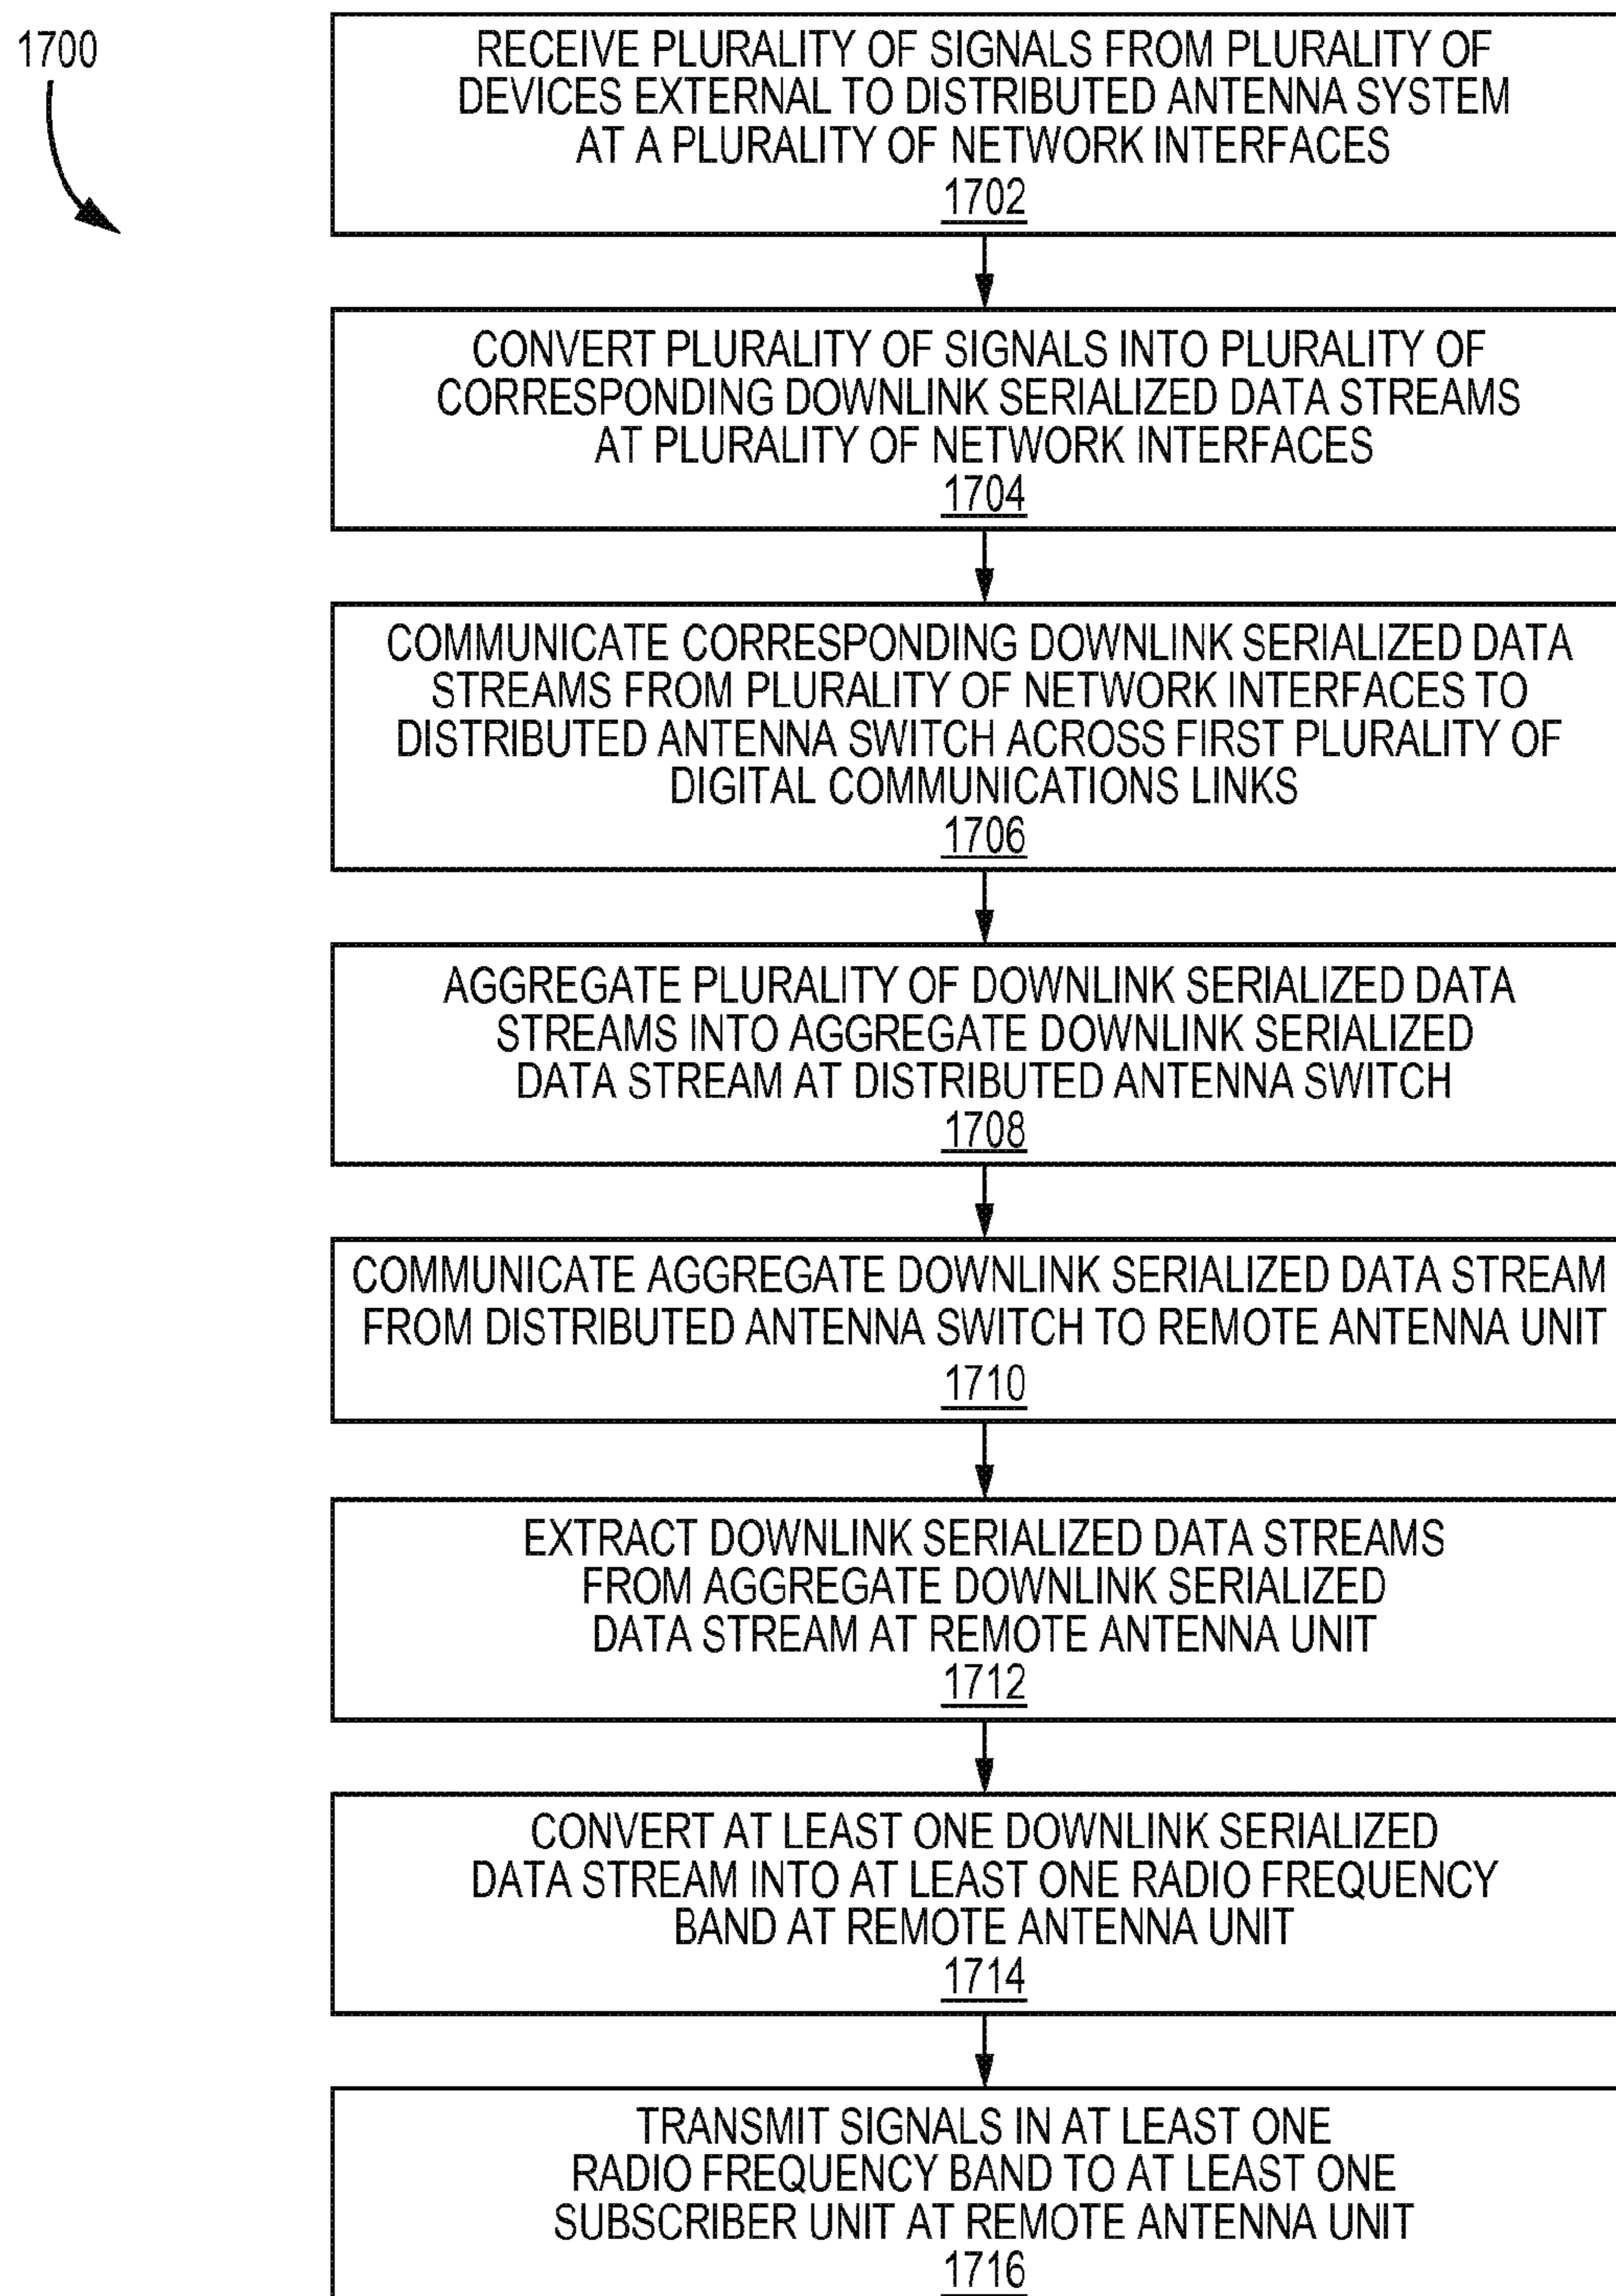 1700
RECEIVE PLURALITY OF SIGNALS FROM PLURALITY OF
DEVICES EXTERNAL TO DISTRIBUTED ANTENNA SYSTEM
AT A PLURALITY OF NETWORK INTERFACES
1702
CONVERT PLURALITY OF SIGNALS INTO PLURALITY OF
CORRESPONDING DOWNLINK SERIALIZED DATA STREAMS
AT PLURALITY OF NETWORK INTERFACES
1704
COMMUNICATE CORRESPONDING DOWNLINK SERIALIZED DATA
STREAMS FROM PLURALITY OF NETWORK INTERFACES TO
DISTRIBUTED ANTENNA SWITCH ACROSS FIRST PLURALITY OF
DIGITAL COMMUNICATIONS LINKS
1706
AGGREGATE PLURALITY OF DOWNLINK SERIALIZED DATA
STREAMS INTO AGGREGATE DOWNLINK SERIALIZED
DATA STREAM AT DISTRIBUTED ANTENNA SWITCH
1708
COMMUNICATE AGGREGATE DOWNLINK SERIALIZED DATA STREAM
FROM DISTRIBUTED ANTENNA SWITCH TO REMOTE ANTENNA UNIT
1710
EXTRACT DOWNLINK SERIALIZED DATA STREAMS
FROM AGGREGATE DOWNLINK SERIALIZED
DATA STREAM AT REMOTE ANTENNA UNIT
1712
CONVERT AT LEAST ONE DOWNLINK SERIALIZED
DATA STREAM INTO AT LEAST ONE RADIO FREQUENCY
BAND AT REMOTE ANTENNA UNIT
1714
TRANSMIT SIGNALS IN AT LEAST ONE
RADIO FREQUENCY BAND TO AT LEAST ONE
SUBSCRIBER UNIT AT REMOTE ANTENNA UNIT
1716